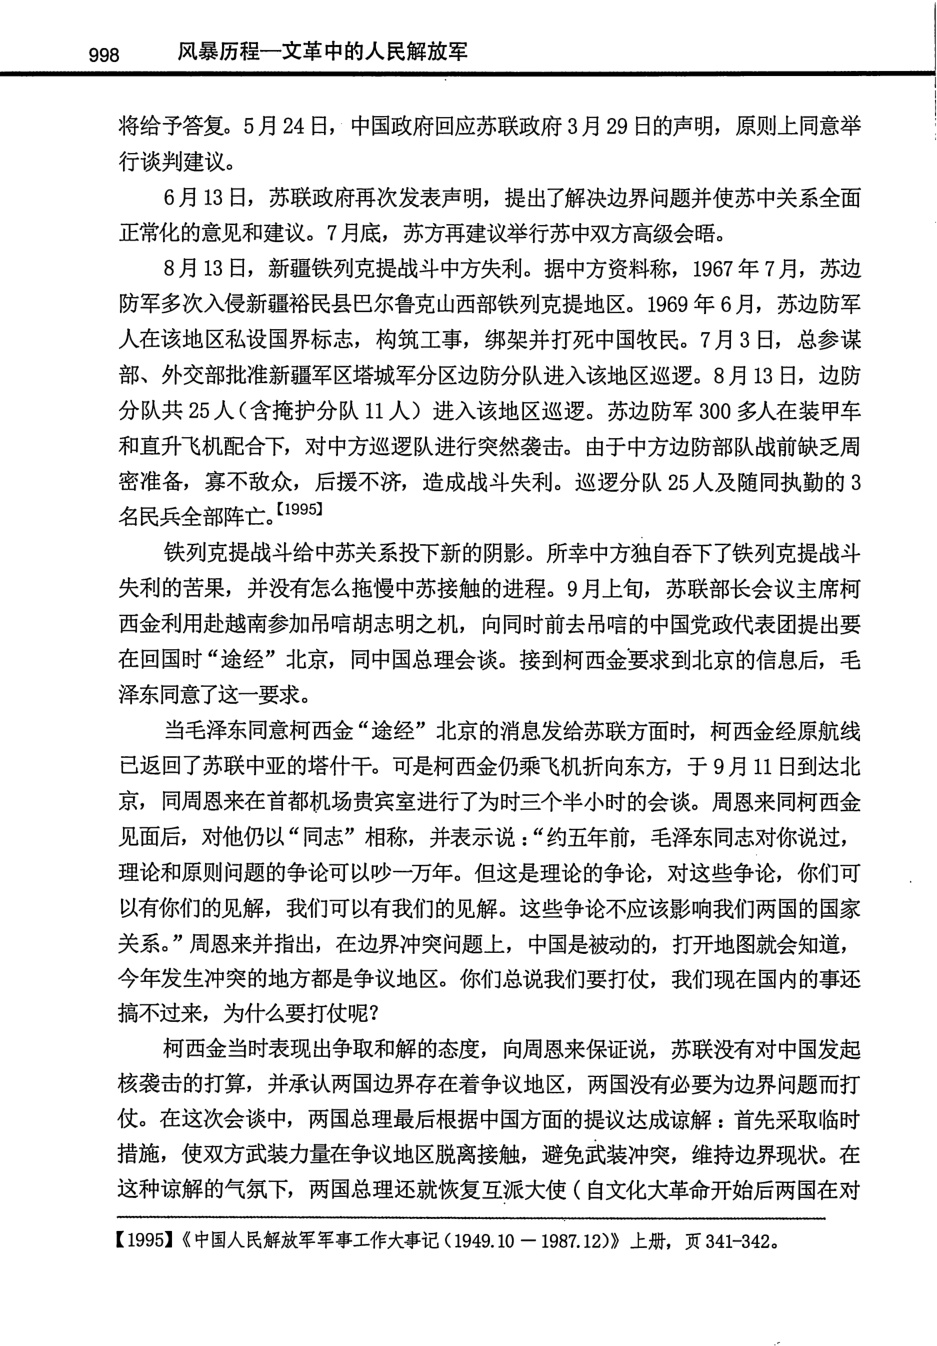 998 风暴历程—文革中的人民解放军
将给予答复。5月24日，中国政府回应苏联政府3月29日的声明，原则上同意举
行谈判建议。
6月13日，苏联政府再次发表声明，提出了解决边界问题并使苏中关系全面
正常化的意见和建议。7月底，苏方再建议举行苏中双方高级会晤。
8月13日，新疆铁列克提战斗中方失利。据中方资料称，1967年7月，苏边
防军多次入侵新疆裕民县巴尔鲁克山西部铁列克提地区。1969年6月，苏边防军
人在该地区私设国界标志，构筑工事，绑架并打死中国牧民。7月3日，总参谋
部、外交部批准新疆军区塔城军分区边防分队进入该地区巡逻。8月13日，边防
分队共25人（含掩护分队11人）进入该地区巡逻。苏边防军300多人在装甲车
和直升飞机配合下，对中方巡逻队进行突然袭击。由于中方边防部队战前缺乏周
密准备，寡不敌众，后援不济，造成战斗失利。巡逻分队25人及随同执勤的3
名民兵全部阵亡。【1995】
铁列克提战斗给中苏关系投下新的阴影。所幸中方独自吞下了铁列克提战斗
失利的苦果，并没有怎么拖慢中苏接触的进程。9月上旬，苏联部长会议主席柯
西金利用赴越南参加吊唁胡志明之机，向同时前去吊唁的中国党政代表团提出要
在回国时“途经”北京，同中国总理会谈。接到柯西金要求到北京的信息后，毛
泽东同意了这一要求。
当毛泽东同意柯西金“途经”北京的消息发给苏联方面时，柯西金经原航线
已返回了苏联中亚的塔什干。可是柯西金仍乘飞机折向东方，于9月11日到达北
京，同周恩来在首都机场贵宾室进行了为时三个半小时的会谈。周恩来同柯西金
见面后，对他仍以“同志”相称，并表示说：“约五年前，毛泽东同志对你说过，
理论和原则问题的争论可以吵一万年。但这是理论的争论，对这些争论，你们可
以有你们的见解，我们可以有我们的见解。这些争论不应该影响我们两国的国家
关系。”周恩来并指出，在边界冲突问题上，中国是被动的，打开地图就会知道，
今年发生冲突的地方都是争议地区。你们总说我们要打仗，我们现在国内的事还
搞不过来，为什么要打仗呢？
柯西金当时表现出争取和解的态度，向周恩来保证说，苏联没有对中国发起
核袭击的打算，并承认两国边界存在着争议地区，两国没有必要为边界问题而打
仗。在这次会谈中，两国总理最后根据中国方面的提议达成谅解：首先采取临时
措施，使双方武装力量在争议地区脱离接触，避免武装冲突，维持边界现状。在
这种谅解的气氛下，两国总理还就恢复互派大使（自文化大革命开始后两国在对
【1995】《中国人民解放军军事工作大事记（1949.10－1987.12）》上册，页341-342。